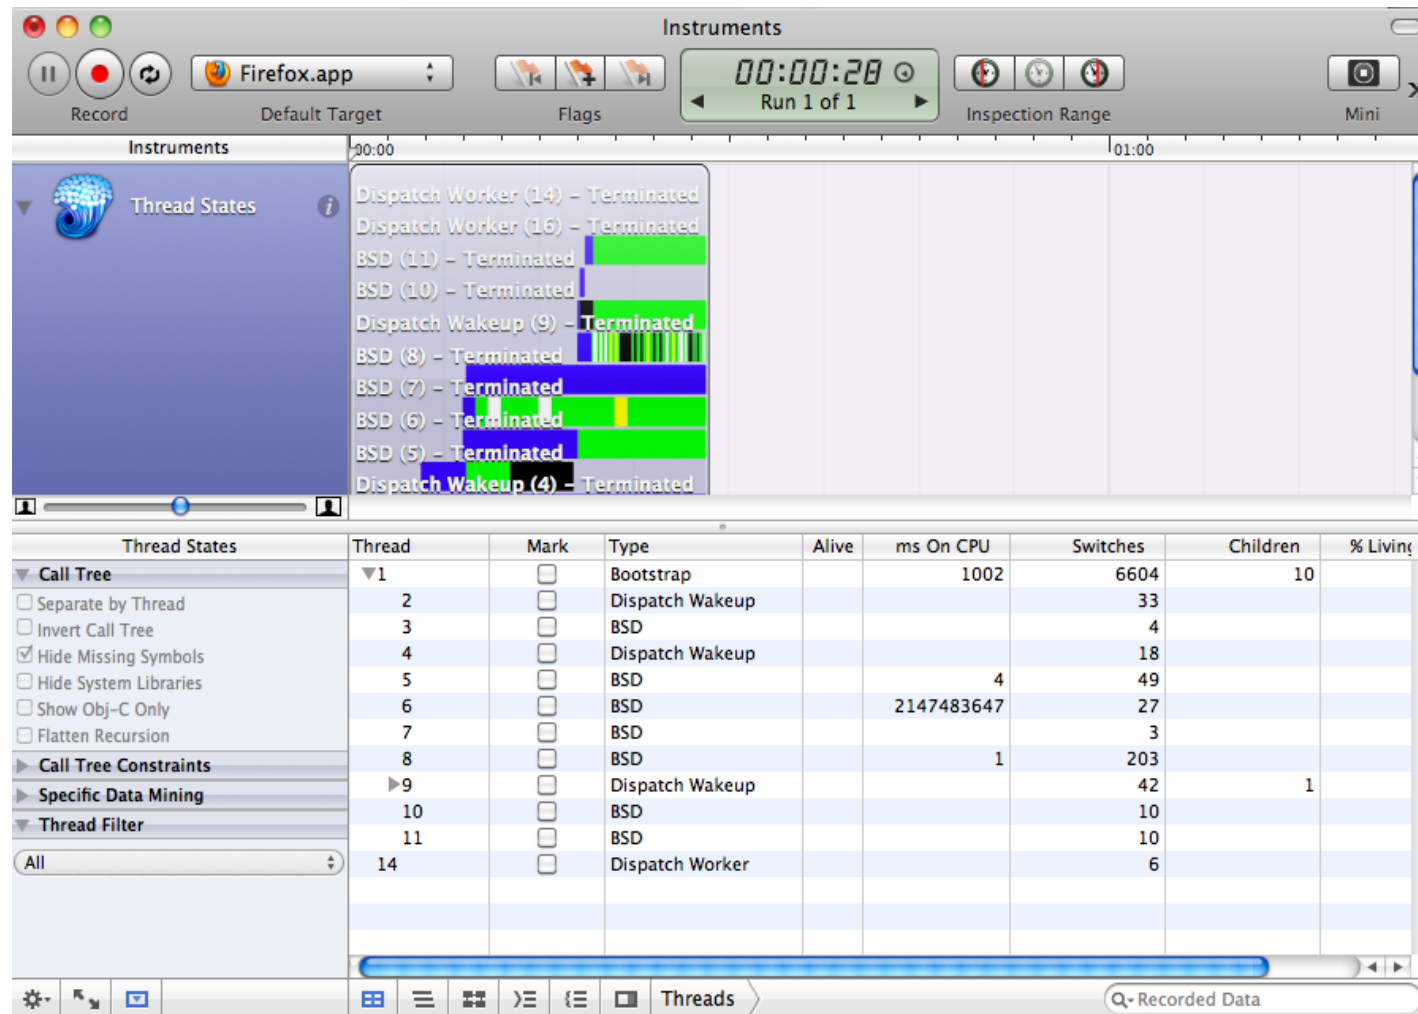 Instruments
Firefox.app
00:00:28
Run 1 of 1
Record Default Target Flags Inspection Range Mini
Instruments 00:00 01:00
Thread States
Dispatch Worker (14) – Terminated
Dispatch Worker (16) – Terminated
BSD (11) – Terminated
BSD (10) – Terminated
Dispatch Wakeup (9) – Terminated
BSD (8) – Terminated
BSD (7) – Terminated
BSD (6) – Terminated
BSD (5) – Terminated
Dispatch Wakeup (4) – Terminated
Thread States Thread Mark Type Alive ms On CPU Switches Children % Living
Call Tree
Separate by Thread
Invert Call Tree
Hide Missing Symbols
Hide System Libraries
Show Obj-C Only
Flatten Recursion
Call Tree Constraints
Specific Data Mining
Thread Filter
All
1 Bootstrap 1002 6604 10
2 Dispatch Wakeup 33
3 BSD 4
4 Dispatch Wakeup 18
5 BSD 4 49
6 BSD 2147483647 27
7 BSD 3
8 BSD 1 203
9 Dispatch Wakeup 42 1
10 BSD 10
11 BSD 10
14 Dispatch Worker 6
Threads
Recorded Data